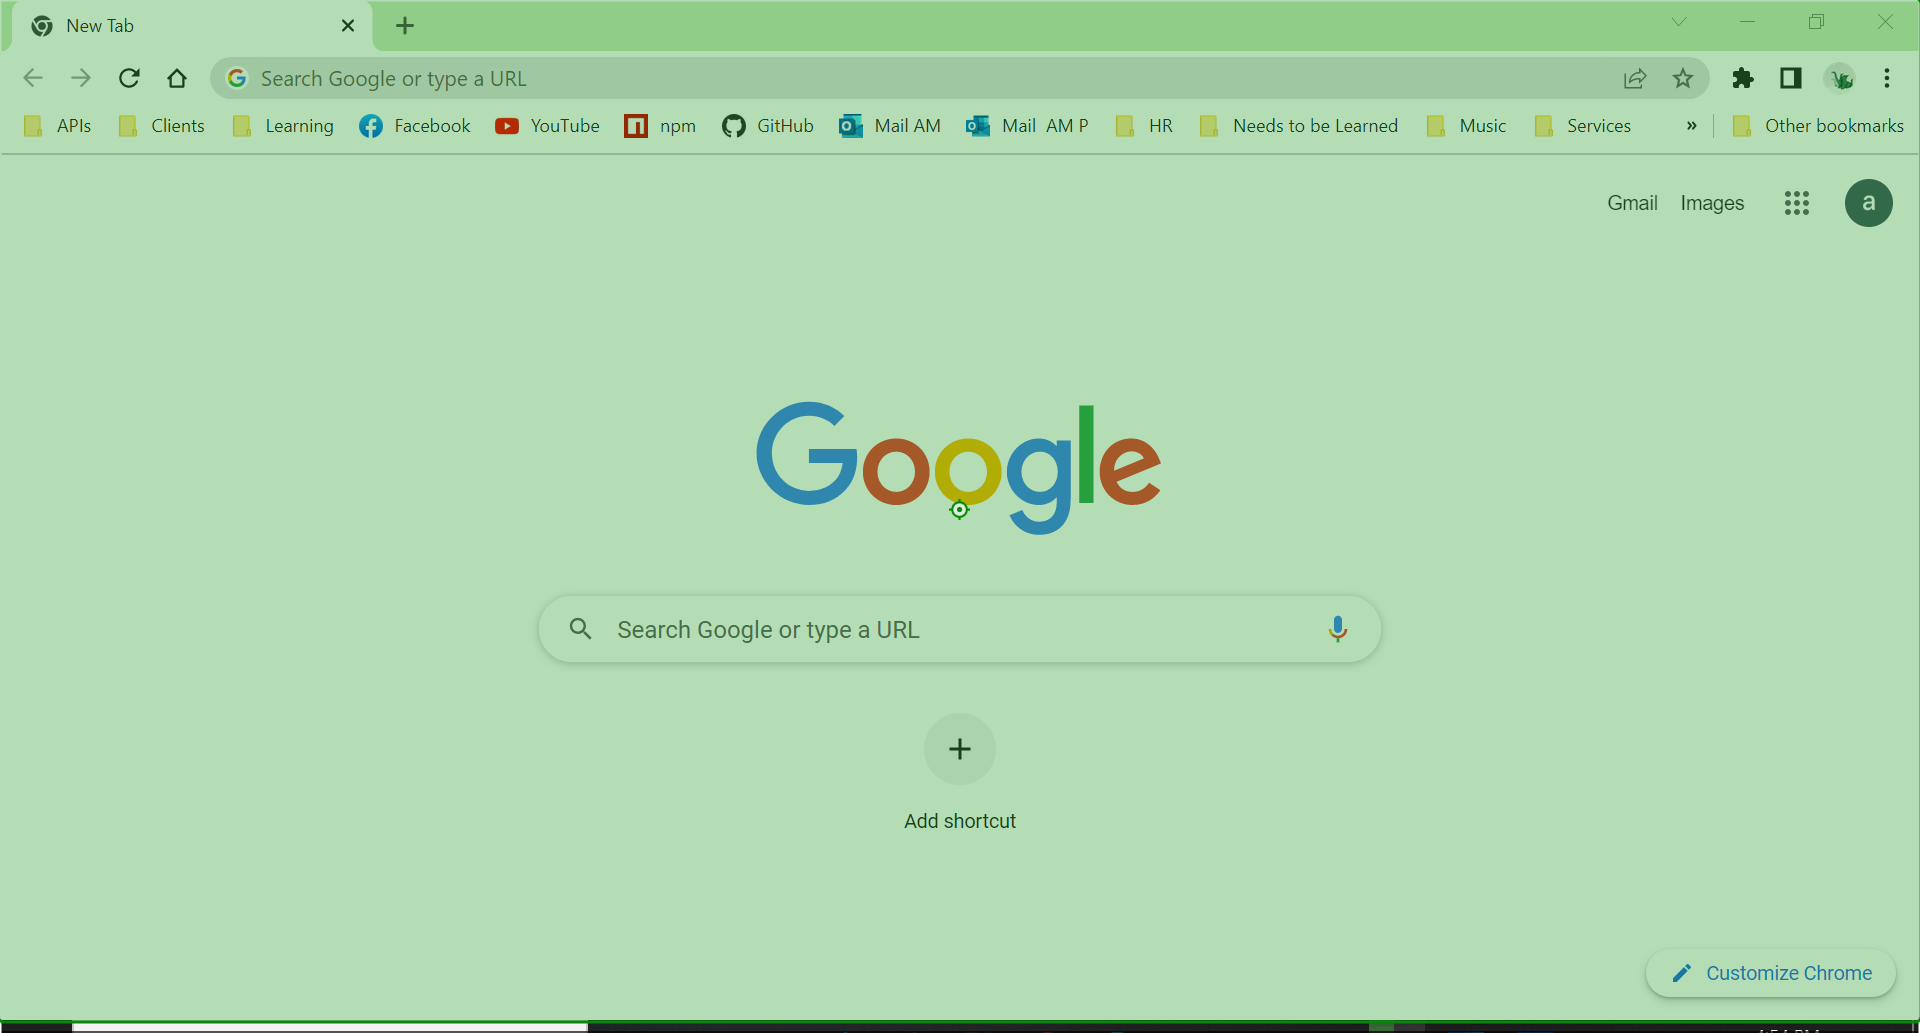 New Tab
Search Google or type a URL
APIs Clients Learning Facebook YouTube npm GitHub Mail AM Mail AM P HR Needs to be Learned Music Services » Other bookmarks
Gmail Images a
Google
Search Google or type a URL
Add shortcut
Customize Chrome